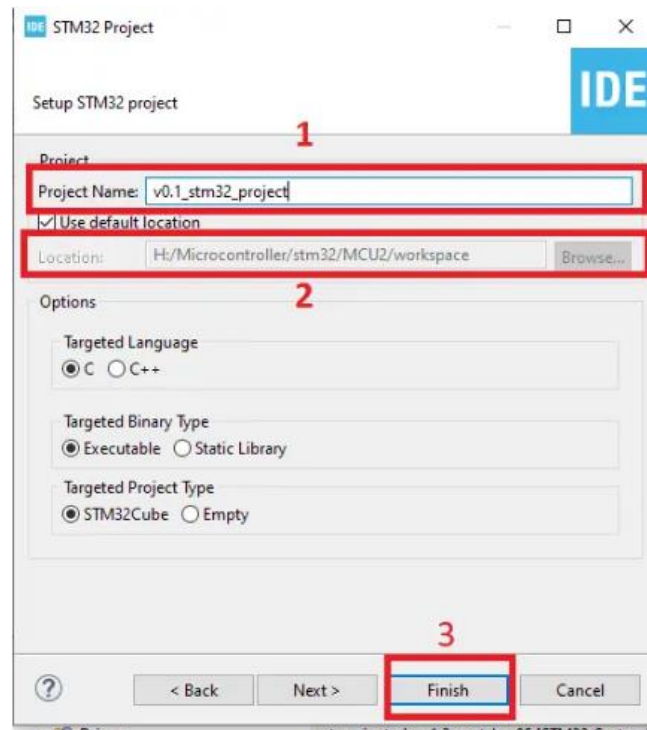 IDE STM32 Project
Setup STM32 project
IDE
1
Project
Project Name: v0.1_stm32_project
Use default location
Location: H:/Microcontroller/stm32/MCU2/workspace Browse...
2
Options
Targeted Language
C C++
Targeted Binary Type
Executable Static Library
Targeted Project Type
STM32Cube Empty
3
? < Back Next > Finish Cancel